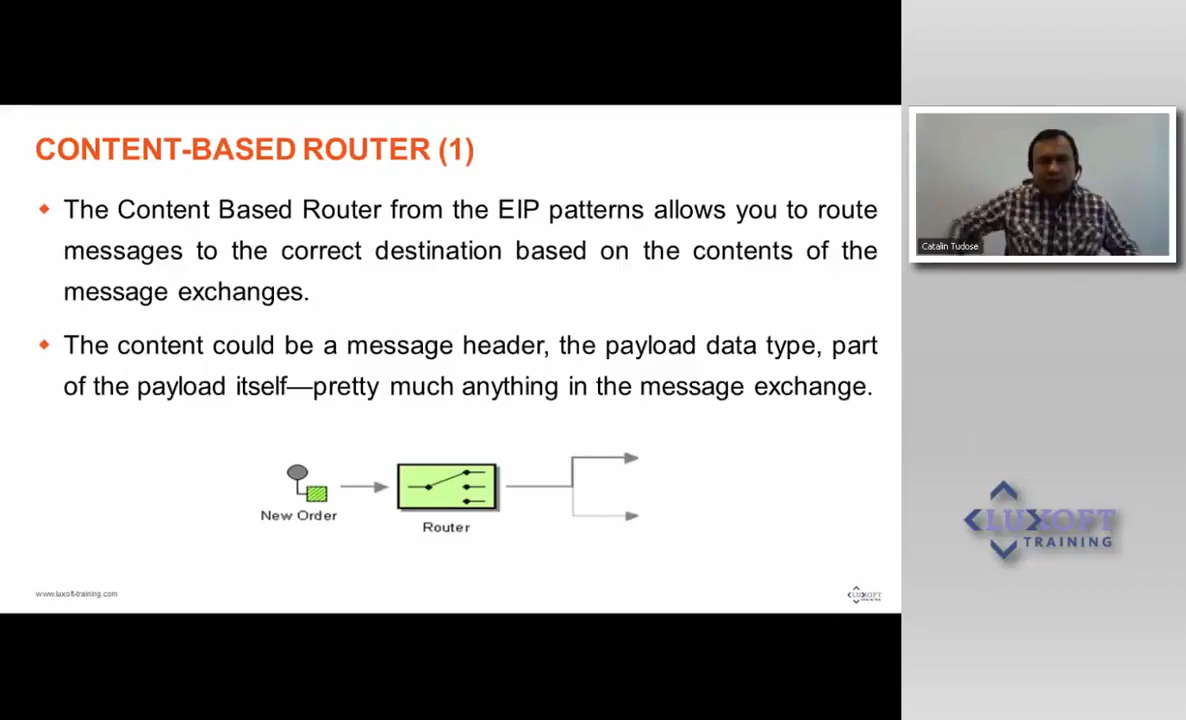 CONTENT-BASED ROUTER (1)
The Content Based Router from the EIP patterns allows you to route
messages to the correct destination based on the contents of the
message exchanges.
The content could be a message header, the payload data type, part
of the payload itself—pretty much anything in the message exchange.
New Order
Router
www.luxoft-training.com
LUXOFT
Catalin Tudose
LUXOFT
TRAINING